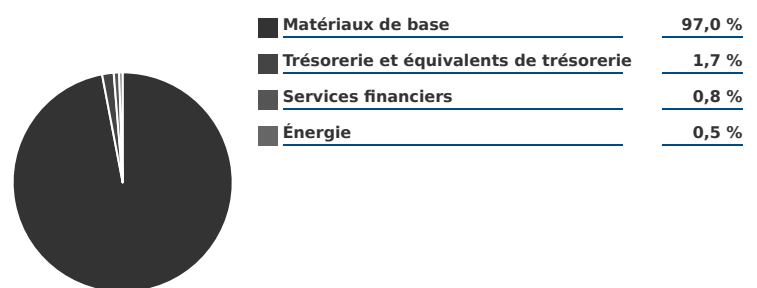 Matériaux de base 97,0 %
Trésorerie et équivalents de trésorerie 1,7 %
Services financiers 0,8 %
Énergie 0,5 %